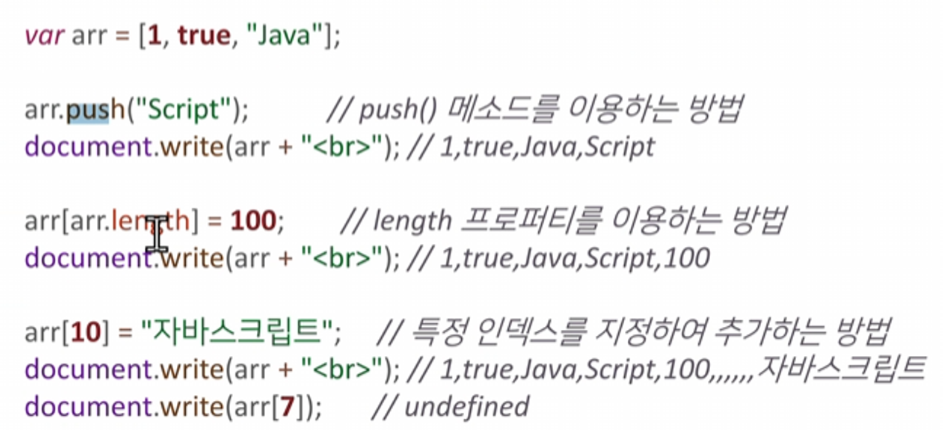 var arr = [1, true, "Java"];
arr.push("Script"); // push() 메소드를 이용하는 방법
document.write(arr + "<br>"); // 1,true,Java,Script
arr[arr.length] = 100; // length 프로퍼티를 이용하는 방법
document.write(arr + "<br>"); // 1,true,Java,Script,100
arr[10] = "자바스크립트"; // 특정 인덱스를 지정하여 추가하는 방법
document.write(arr + "<br>"); // 1,true,Java,Script,100,,,,,,자바스크립트
document.write(arr[7]); // undefined